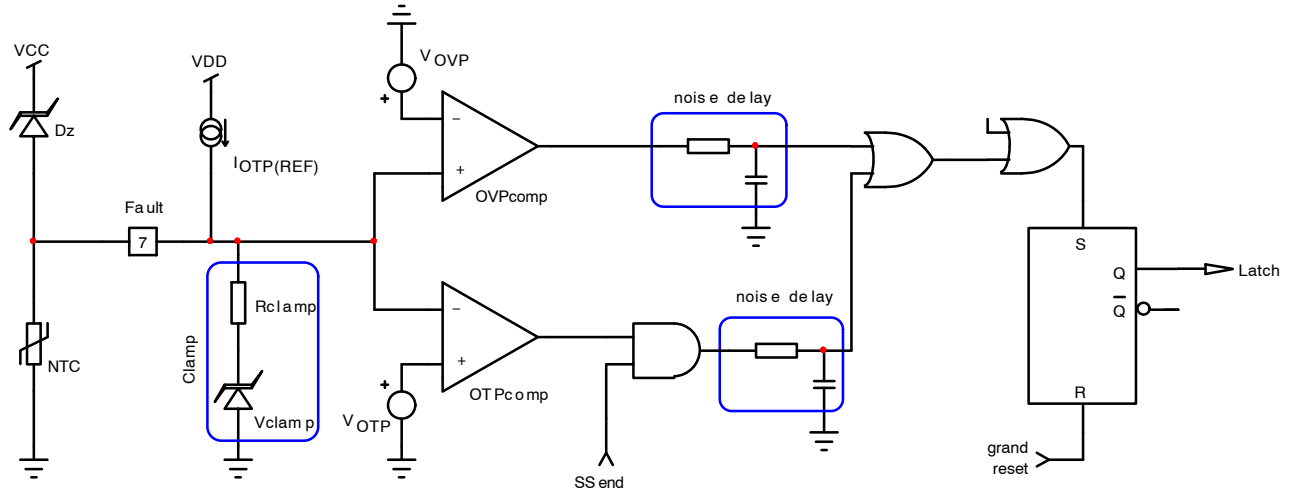 VCC
VDD
V OVP
+
Dz
noise delay
I OTP(REF)
−
+
OVPcomp
Fault
7
S
Q
Latch
Q
noise delay
Clamp
Rclamp
−
+
NTC
+
OTPcomp
Vclamp
V OTP
R
grand
reset
SS end